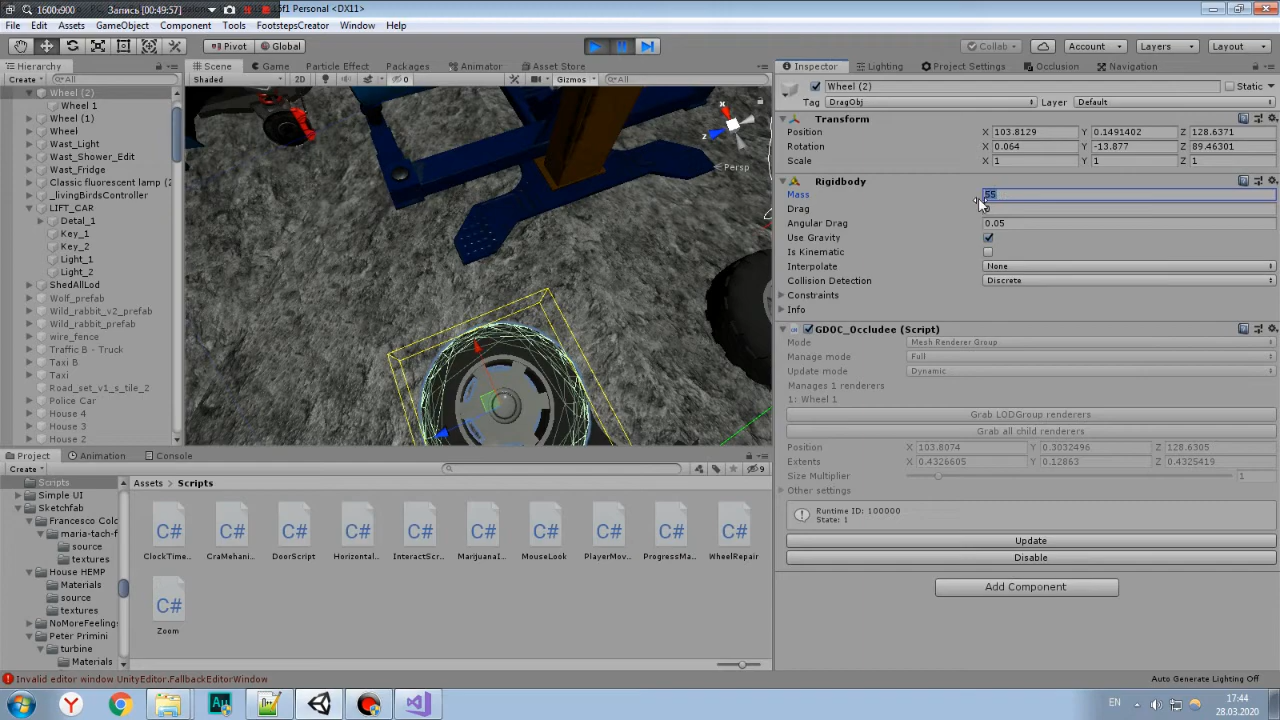 1600x900 Запись [00:49:57] of1 Personal <DX11>
File Edit Assets GameObject Component Tools FootstepsCreator Window Help
Pivot Global Collab Account Layers Layout
Hierarchy Scene Game Particle Effect Packages Animator Asset Store Inspector Lighting Project Settings Occlusion Navigation
Create All Shaded 2D Gizmos All
Wheel (2)
Wheel 1
Wheel (1)
Wheel
Wast_Light
Wast_Shower_Edit
Wast_Fridge
Classic fluorescent lamp (2
_livingBirdsController
LIFT_CAR
Detal_1
Key_1
Key_2
Light_1
Light_2
ShedAllLod
Wolf_prefab
Wild_rabbit_v2_prefab
Wild_rabbit_prefab
wire_fence
Traffic B - Truck
Taxi B
Taxi
Road_set_v1_s_tile_2
Police Car
House 4
House 3
House 2
x
z
Persp
Wheel (2) Static
Tag DragObj Layer Default
Transform
Position X 103.8129 Y 0.1491402 Z 128.6371
Rotation X 0.064 Y -13.877 Z 89.46301
Scale X 1 Y 1 Z 1
Rigidbody
Mass 55
Drag
Angular Drag 0.05
Use Gravity
Is Kinematic
Interpolate None
Collision Detection Discrete
Constraints
Info
GDOC_Occludee (Script)
Mode Mesh Renderer Group
Manage mode Full
Update mode Dynamic
Manages 1 renderers
1: Wheel 1
Grab LODGroup renderers
Grab all child renderers
Position X 103.8074 Y 0.3032496 Z 128.6305
Extents X 0.4326605 Y 0.12863 Z 0.4325419
Size Multiplier 1
Other settings
Runtime ID: 100000
State: 1
Update
Disable
Add Component
Project Animation Console
Create 9
Scripts
Simple UI
Sketchfab
Francesco Colc
maria-tach-f
source
textures
House HEMP
Materials
source
textures
NoMoreFeelings
Peter Primini
turbine
Materials
Assets Scripts
C# C# C# C# C# C# C# C# C# C#
ClockTime... CraMehani... DoorScript Horizontal... InteractScr... MarijuanaI... MouseLook PlayerMov... ProgressMa... WheelRepair
C#
Zoom
Invalid editor window UnityEditor.FallbackEditorWindow Auto Generate Lighting Off
Y Au n++ EN 17:44
28.03.2020